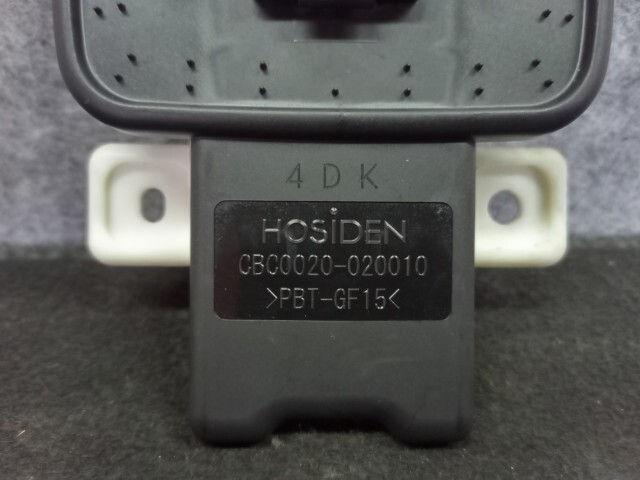 4DK
HOSiDEN
CBC0020-020010
>PBT-GF15<